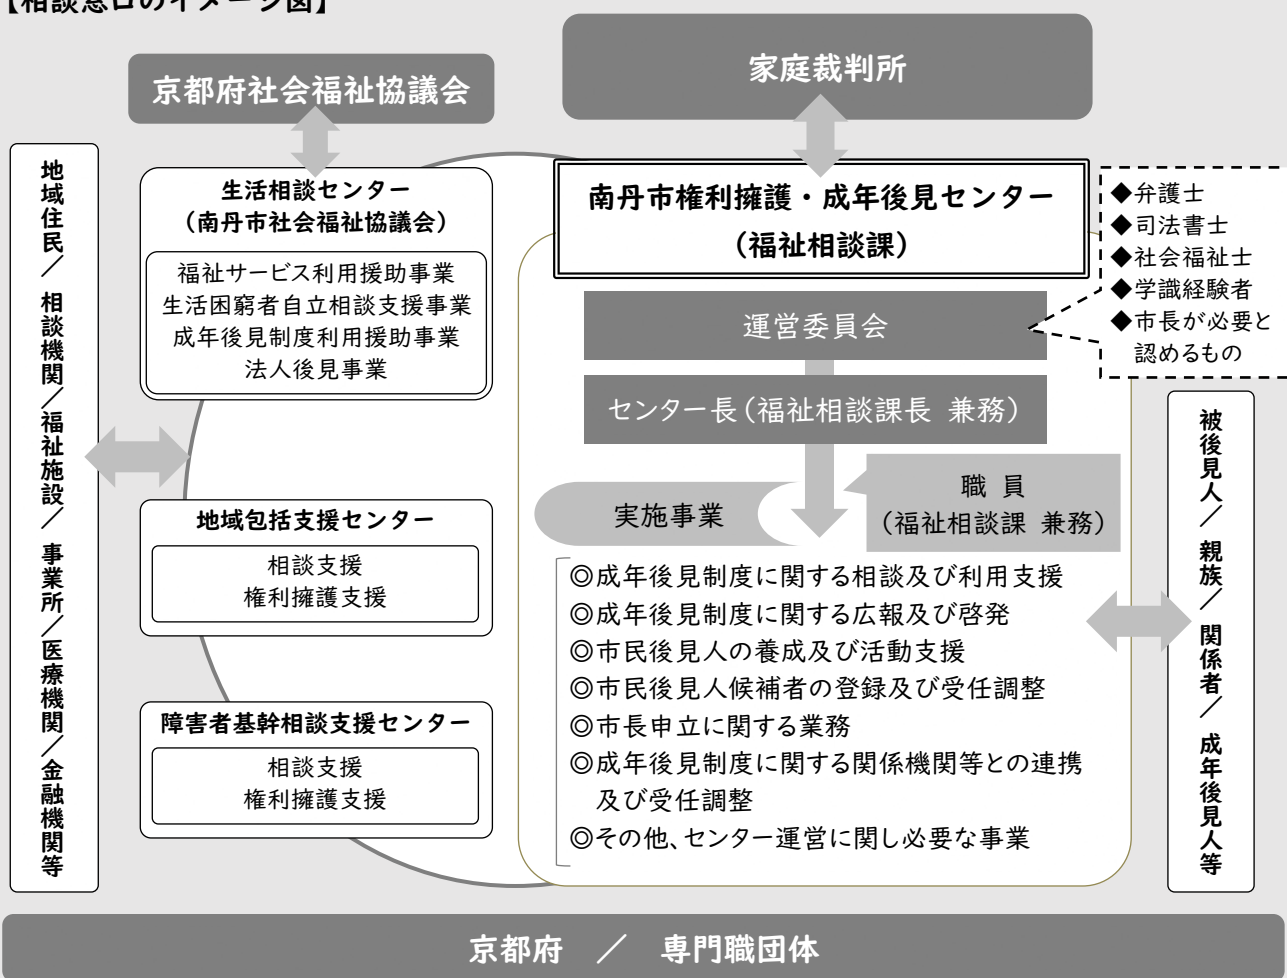 【相談窓口のイメージ図】
京都府社会福祉協議会
家庭裁判所
地域住民／相談機関／福祉施設／事業所／医療機関／金融機関等
生活相談センター
（南丹市社会福祉協議会）
福祉サービス利用援助事業
生活困窮者自立相談支援事業
成年後見制度利用援助事業
法人後見事業
地域包括支援センター
相談支援
権利擁護支援
障害者基幹相談支援センター
相談支援
権利擁護支援
南丹市権利擁護・成年後見センター
（福祉相談課）
◆弁護士
◆司法書士
◆社会福祉士
◆学識経験者
◆市長が必要と
認めるもの
運営委員会
センター長（福祉相談課長 兼務）
職 員
（福祉相談課 兼務）
実施事業
◎成年後見制度に関する相談及び利用支援
◎成年後見制度に関する広報及び啓発
◎市民後見人の養成及び活動支援
◎市民後見人候補者の登録及び受任調整
◎市長申立に関する業務
◎成年後見制度に関する関係機関等との連携
及び受任調整
◎その他、センター運営に関し必要な事業
被後見人／親族／関係者／成年後見人等
京都府 ／ 専門職団体